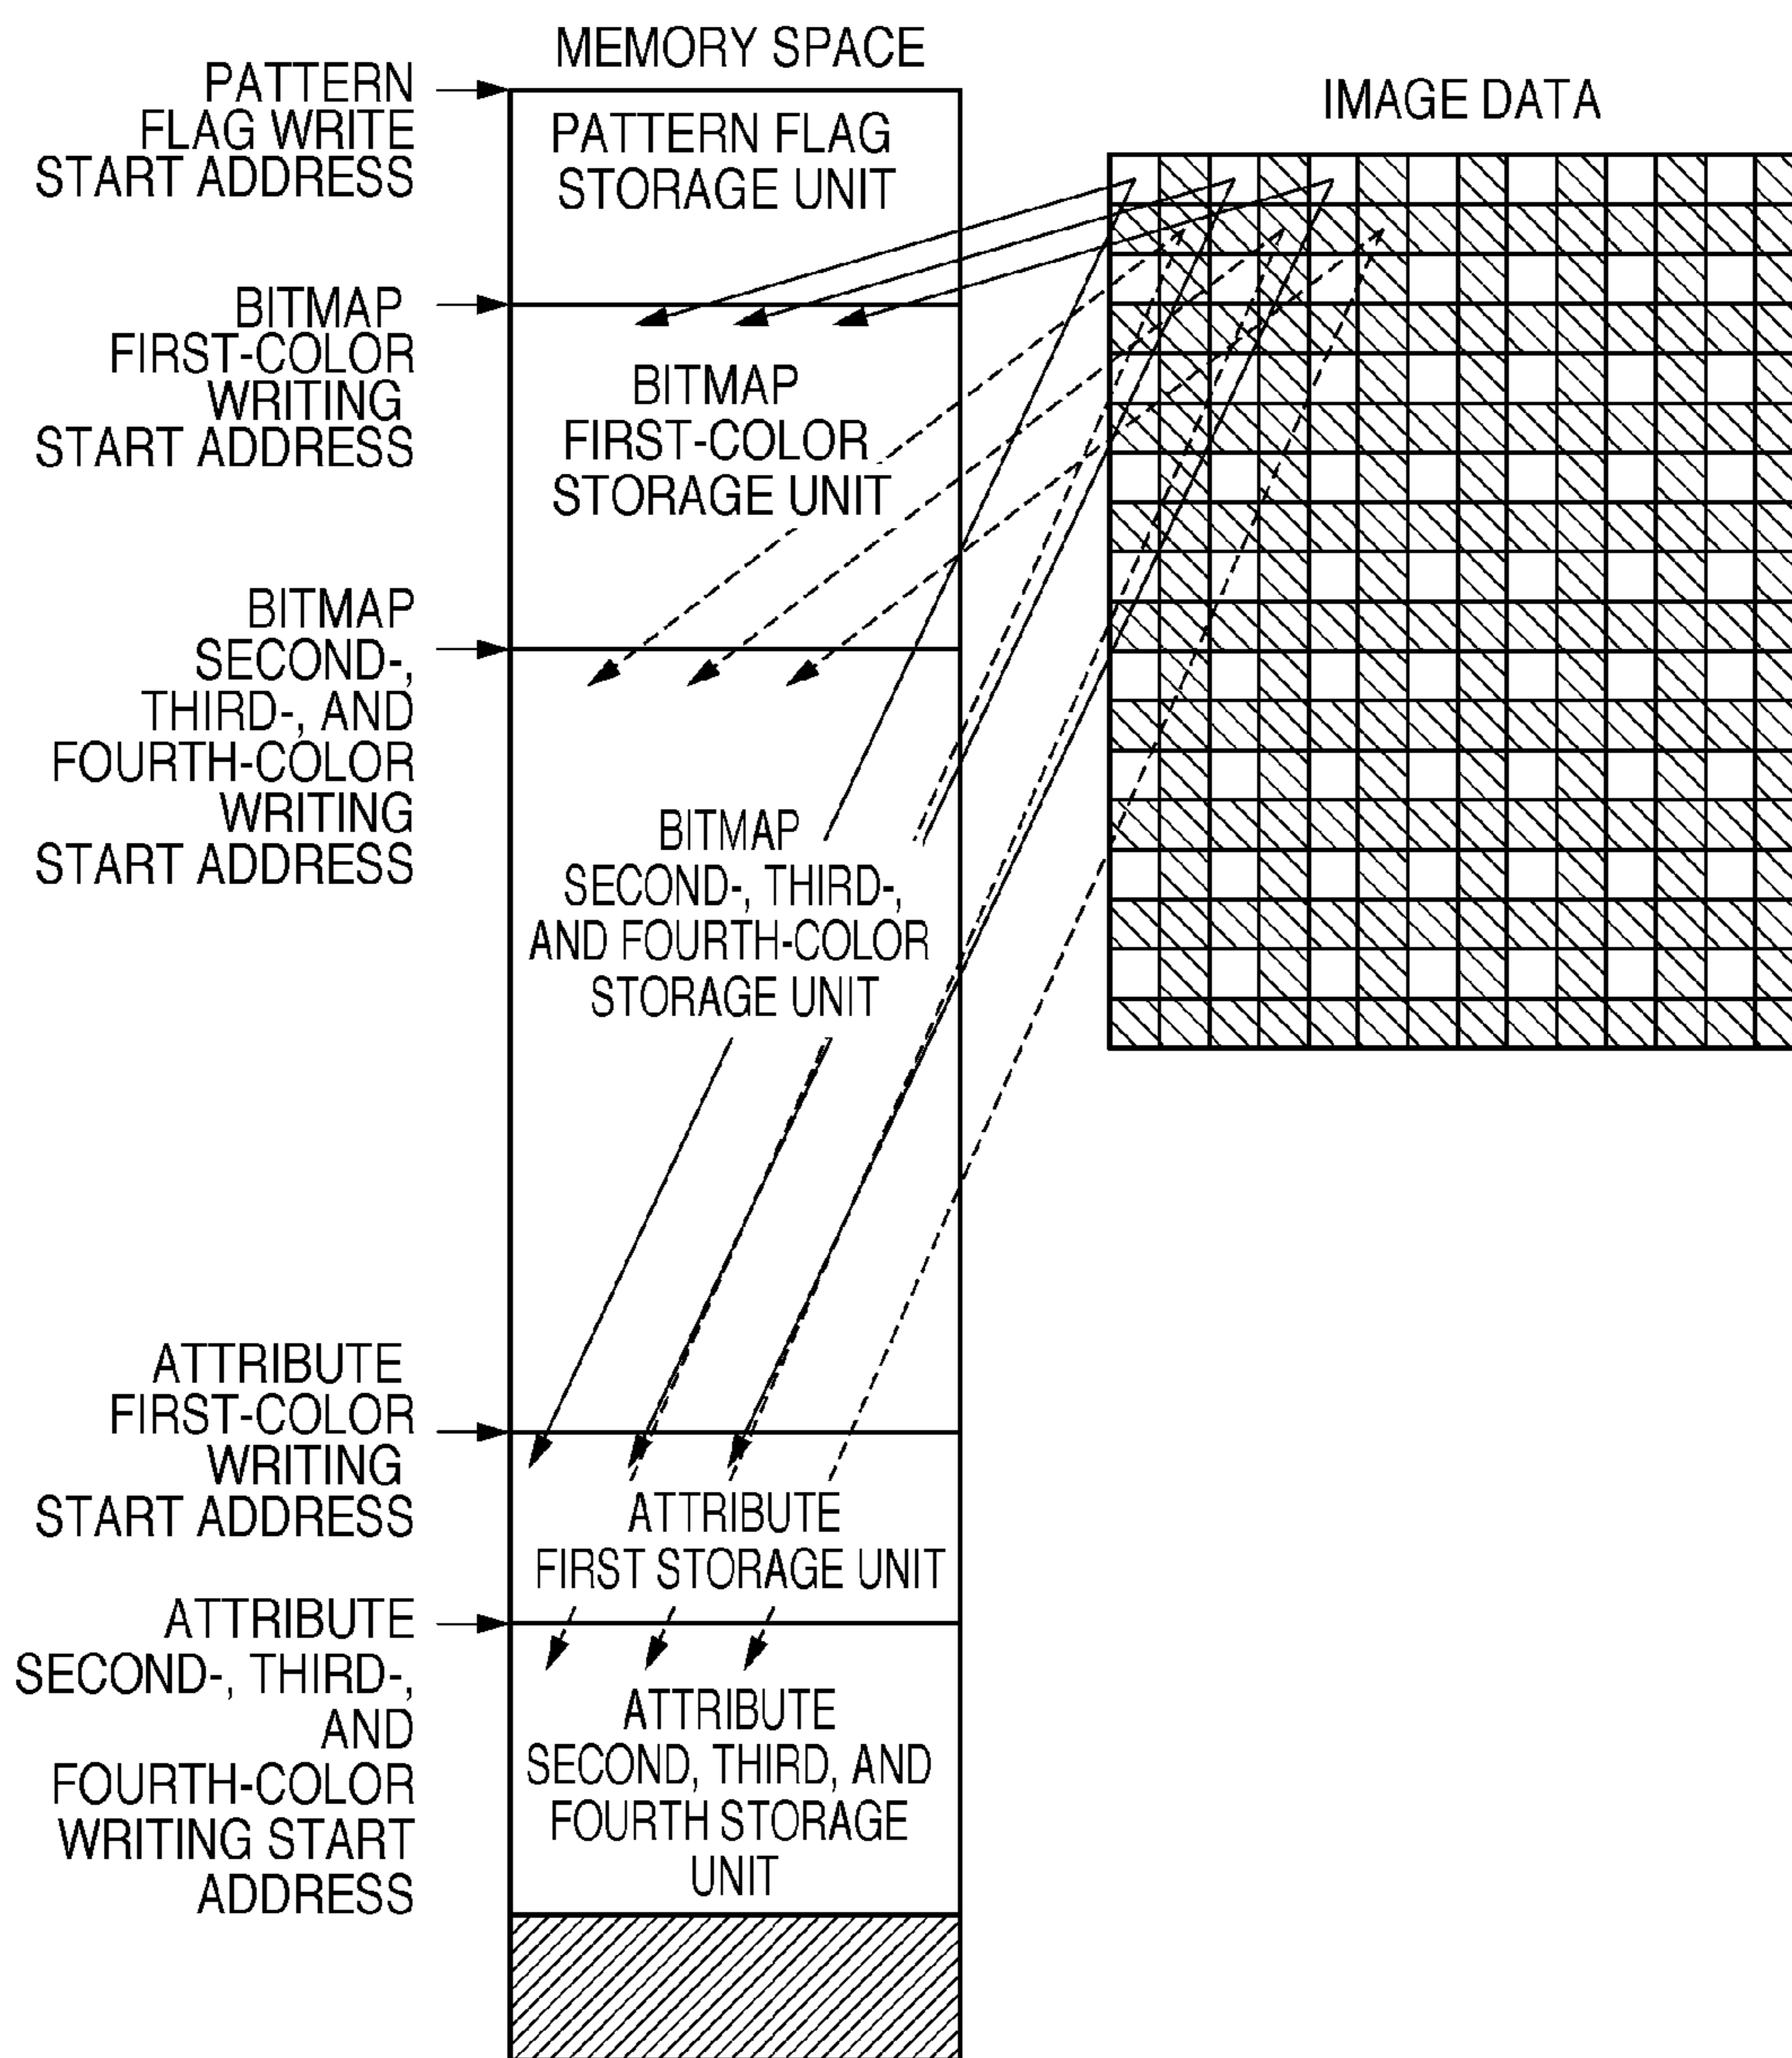 MEMORY SPACE
IMAGE DATA
PATTERN
FLAG WRITE
START ADDRESS
PATTERN FLAG
STORAGE UNIT
BITMAP
FIRST-COLOR
WRITING
START ADDRESS
BITMAP
FIRST-COLOR
STORAGE UNIT
BITMAP
SECOND-,
THIRD-, AND
FOURTH-COLOR
WRITING
START ADDRESS
BITMAP
SECOND-, THIRD-,
AND FOURTH-COLOR
STORAGE UNIT
ATTRIBUTE
FIRST-COLOR
WRITING
START ADDRESS
ATTRIBUTE
FIRST STORAGE UNIT
ATTRIBUTE
SECOND-, THIRD-,
AND
FOURTH-COLOR
WRITING START
ADDRESS
ATTRIBUTE
SECOND, THIRD, AND
FOURTH STORAGE
UNIT